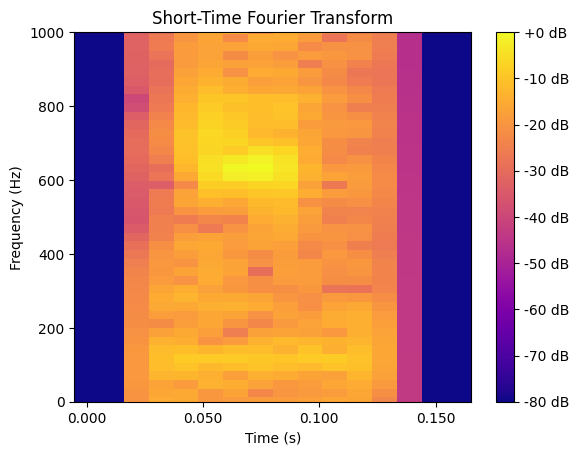 Short-Time Fourier Transform
1000
800
600
400
200
0
Frequency (Hz)
0.000
0.050
0.100
0.150
Time (s)
+0 dB
-10 dB
-20 dB
-30 dB
-40 dB
-50 dB
-60 dB
-70 dB
-80 dB